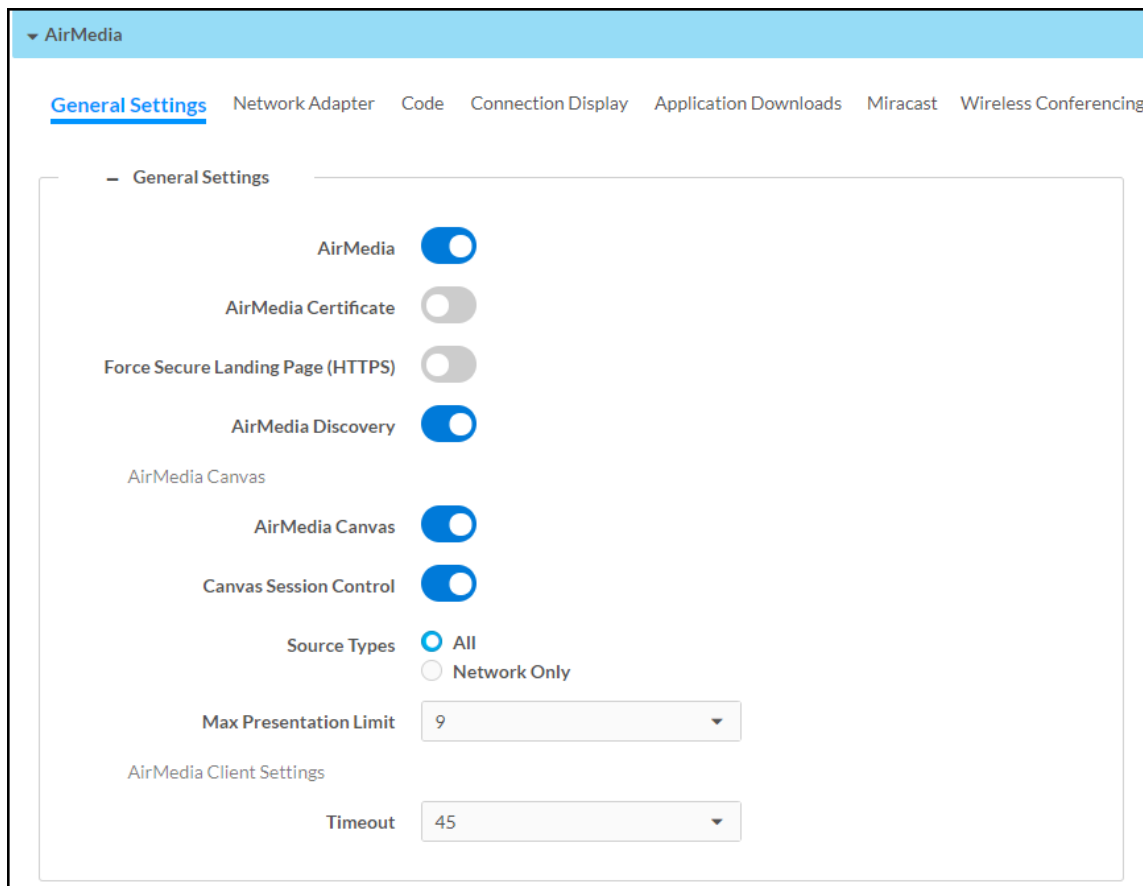 AirMedia
General Settings Network Adapter Code Connection Display Application Downloads Miracast Wireless Conferencing
General Settings
AirMedia
AirMedia Certificate
Force Secure Landing Page (HTTPS)
AirMedia Discovery
AirMedia Canvas
AirMedia Canvas
Canvas Session Control
Source Types All
Network Only
Max Presentation Limit 9
AirMedia Client Settings
Timeout 45